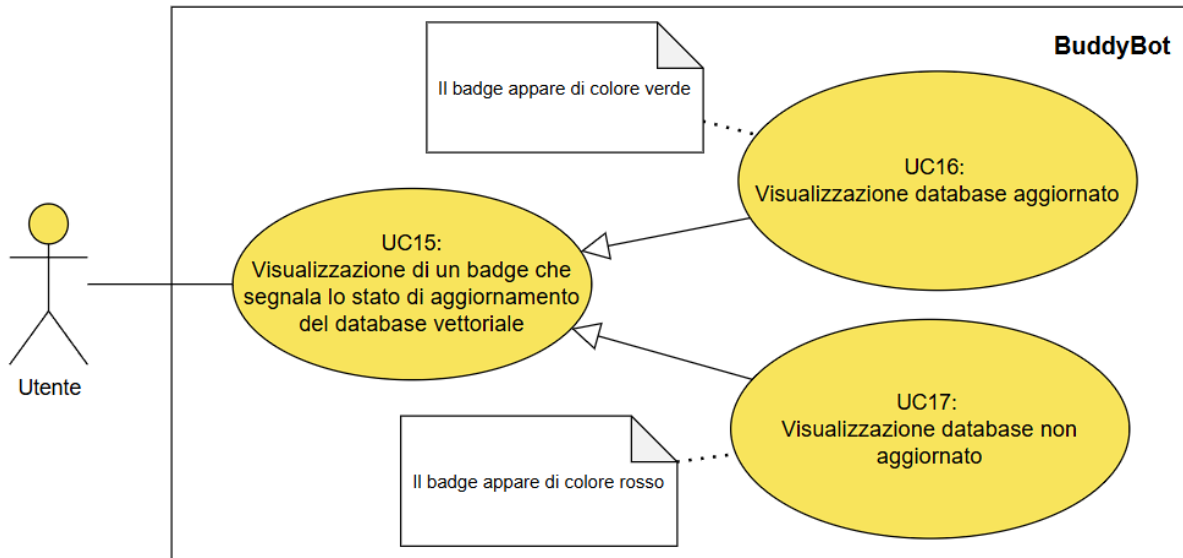 BuddyBot
Il badge appare di colore verde
UC16:
Visualizzazione database aggiornato
UC15:
Visualizzazione di un badge che
segnala lo stato di aggiornamento
del database vettoriale
Utente
UC17:
Visualizzazione database non
aggiornato
Il badge appare di colore rosso